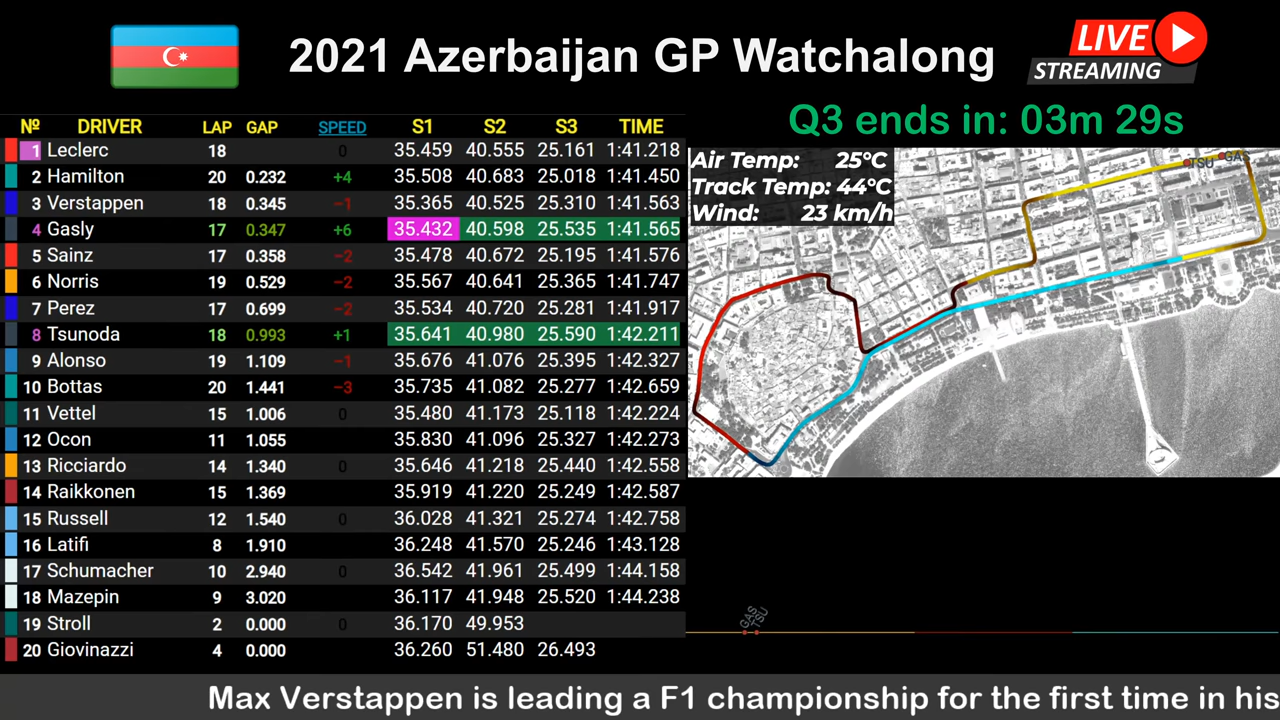 2021 Azerbaijan GP Watchalong
LIVE
STREAMING
Q3 ends in: 03m 29s
Nº DRIVER LAP GAP SPEED S1 S2 S3 TIME
1 Leclerc 18 0 35.459 40.555 25.161 1:41.218
2 Hamilton 20 0.232 +4 35.508 40.683 25.018 1:41.450
3 Verstappen 18 0.345 −1 35.365 40.525 25.310 1:41.563
4 Gasly 17 0.347 +6 35.432 40.598 25.535 1:41.565
5 Sainz 17 0.358 −2 35.478 40.672 25.195 1:41.576
6 Norris 19 0.529 −2 35.567 40.641 25.365 1:41.747
7 Perez 17 0.699 −2 35.534 40.720 25.281 1:41.917
8 Tsunoda 18 0.993 +1 35.641 40.980 25.590 1:42.211
9 Alonso 19 1.109 −1 35.676 41.076 25.395 1:42.327
10 Bottas 20 1.441 −3 35.735 41.082 25.277 1:42.659
11 Vettel 15 1.006 0 35.480 41.173 25.118 1:42.224
12 Ocon 11 1.055 35.830 41.096 25.327 1:42.273
13 Ricciardo 14 1.340 0 35.646 41.218 25.440 1:42.558
14 Raikkonen 15 1.369 35.919 41.220 25.249 1:42.587
15 Russell 12 1.540 0 36.028 41.321 25.274 1:42.758
16 Latifi 8 1.910 36.248 41.570 25.246 1:43.128
17 Schumacher 10 2.940 0 36.542 41.961 25.499 1:44.158
18 Mazepin 9 3.020 36.117 41.948 25.520 1:44.238
19 Stroll 2 0.000 0 36.170 49.953
20 Giovinazzi 4 0.000 36.260 51.480 26.493
Air Temp: 25°C
Track Temp: 44°C
Wind: 23 km/h
TSU GAS
GAS TSU
Max Verstappen is leading a F1 championship for the first time in his